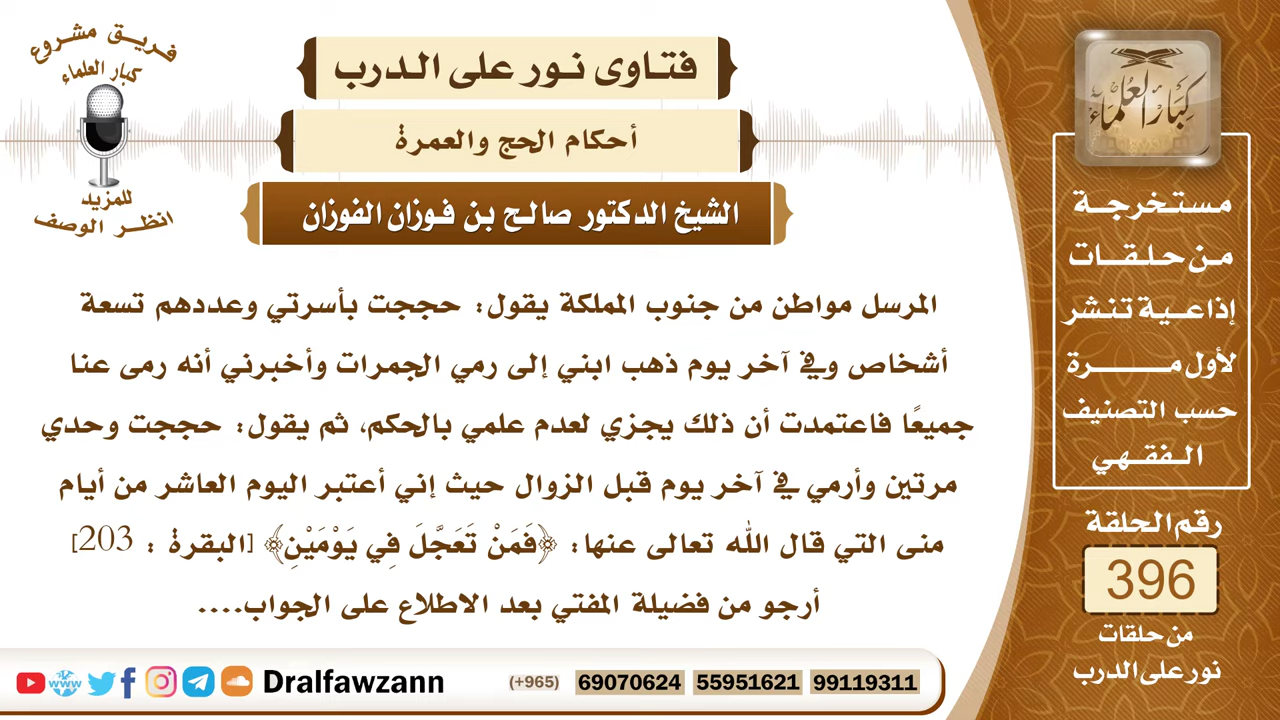 فريق مشروع
كبار العلماء
للمزيد
انظر الوصف
فتاوى نور على الدرب
أحكام الحج والعمرة
الشيخ الدكتور صالح بن فوزان الفوزان
المرسل مواطن من جنوب المملكة يقول: حججت بأسرتي وعددهم تسعة
أشخاص وفي آخر يوم ذهب ابني إلى رمي الجمرات وأخبرني أنه رمى عنا
جميعًا فاعتمدت أن ذلك يجزي لعدم علمي بالحكم، ثم يقول: حججت وحدي
مرتين وأرمي في آخر يوم قبل الزوال حيث إني أعتبر اليوم العاشر من أيام
منى التي قال الله تعالى عنها: ﴿فَمَنْ تَعَجَّلَ فِي يَوْمَيْنِ﴾ [البقرة : 203]
أرجو من فضيلة المفتي بعد الاطلاع على الجواب....
كبار العلماء
مستخرجة
من حلقات
إذاعية تنشر
لأول مرة
حسب التصنيف
الفقهي
رقم الحلقة
396
من حلقات
نور على الدرب
www Dralfawzann (+965) 69070624 55951621 99119311